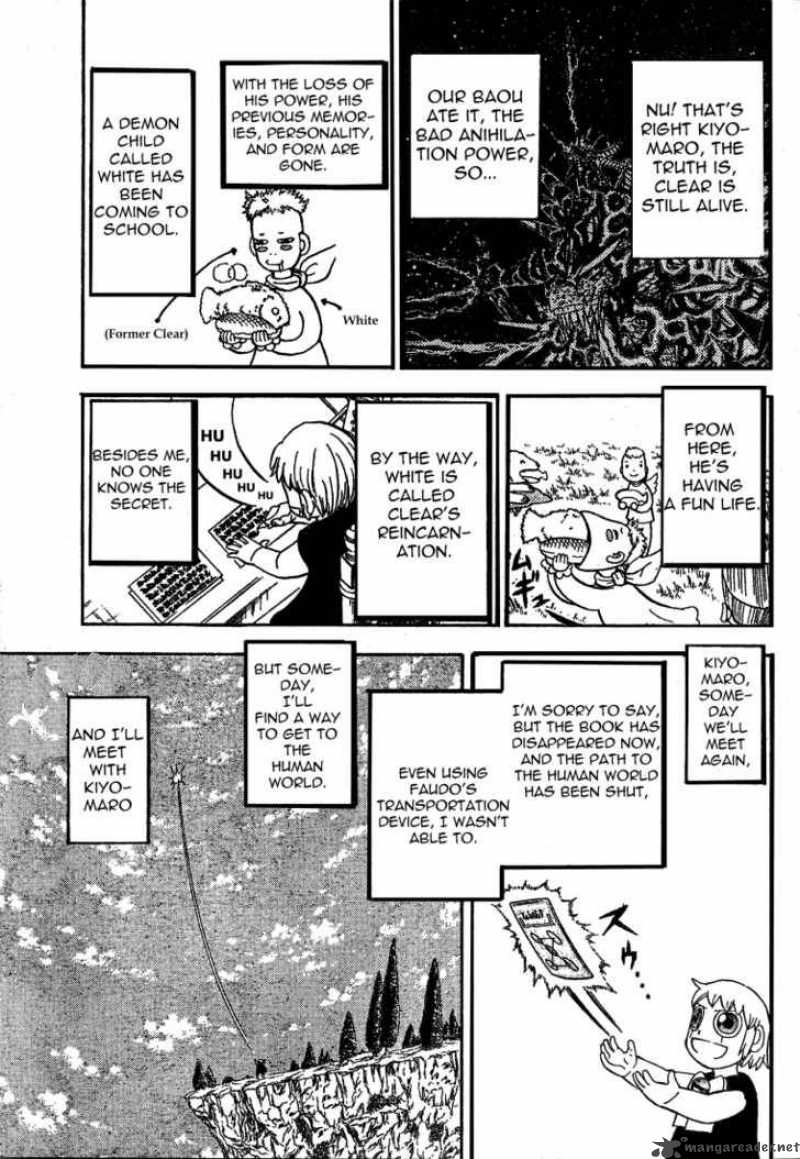 NU! THAT'S
RIGHT KIYO-
MARO, THE
TRUTH IS,
CLEAR IS
STILL ALIVE.
OUR BAOU
ATE IT, THE
BAD ANIHILA-
TION POWER,
SO...
WITH THE LOSS OF
HIS POWER, HIS
PREVIOUS MEMOR-
IES, PERSONALITY,
AND FORM ARE
GONE.
A DEMON
CHILD
CALLED
WHITE HAS
BEEN
COMING TO
SCHOOL.
(Former Clear)
White
FROM
HERE,
HE'S
HAVING
A FUN LIFE.
ムギュ
BY THE WAY,
WHITE IS
CALLED
CLEAR'S
REINCARN-
ATION.
HU
HU
HU
HU
HU
BESIDES ME,
NO ONE
KNOWS THE
SECRET.
KIYO-
MARO,
SOME-
DAY
WE'LL
MEET
AGAIN,
I'M SORRY TO SAY,
BUT THE BOOK HAS
DISAPPEARED NOW,
AND THE PATH TO
THE HUMAN WORLD
HAS BEEN SHUT,
EVEN USING
FAUDO'S
TRANSPORTATION
DEVICE, I WASN'T
ABLE TO.
スゥ...
BUT SOME-
DAY,
I'LL
FIND A WAY
TO GET TO
THE
HUMAN
WORLD.
AND I'LL
MEET
WITH
KIYO-
MARO
mangareader.net